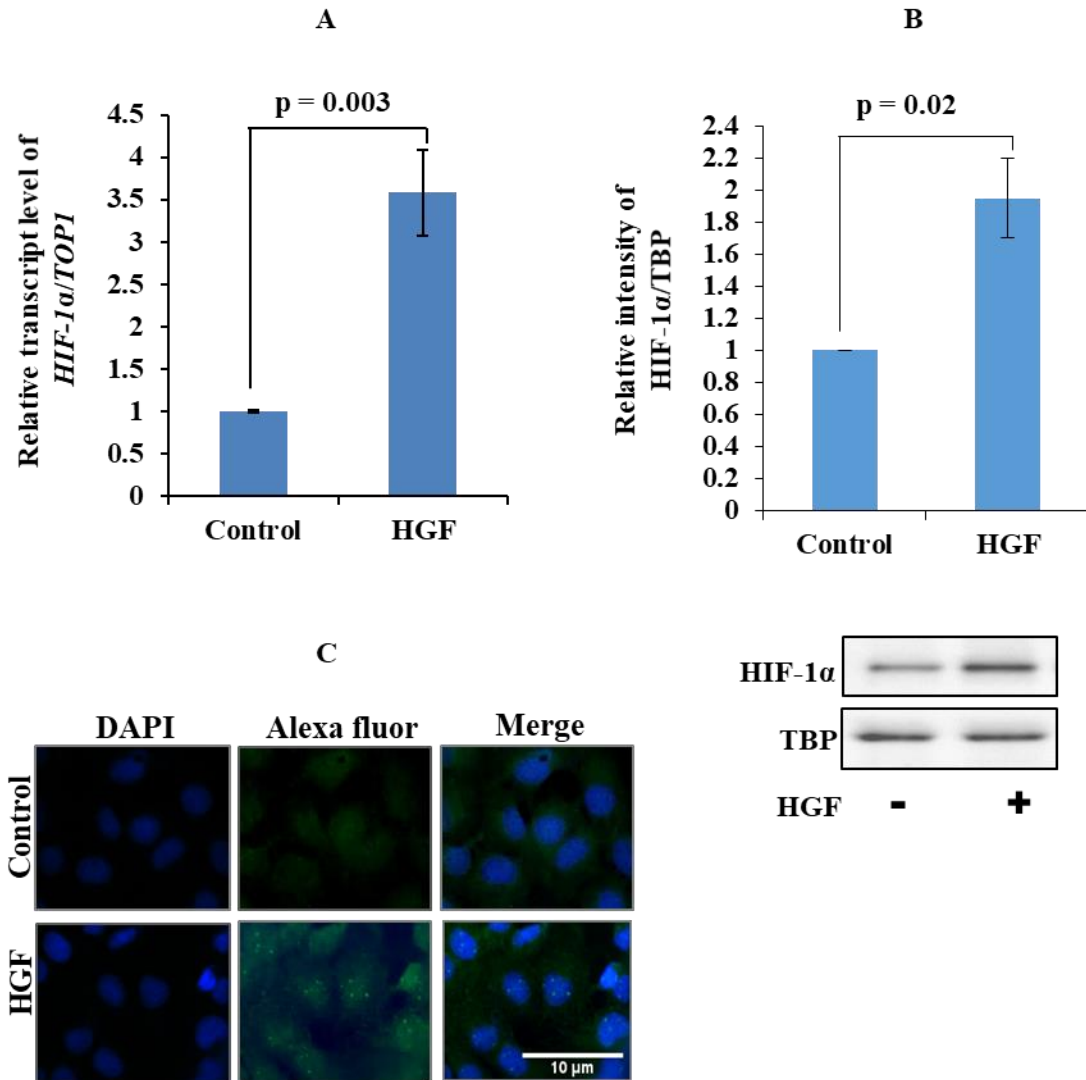 A
p = 0.003
Relative transcript level of
HIF-1α/TOP1
4.5
4
3.5
3
2.5
2
1.5
1
0.5
0
Control HGF
B
p = 0.02
Relative intensity of
HIF-1α/TBP
2.4
2.2
2
1.8
1.6
1.4
1.2
1
0.8
0.6
0.4
0.2
0
Control HGF
HIF-1α
TBP
HGF - +
C
DAPI Alexa fluor Merge
Control
HGF
10 µm